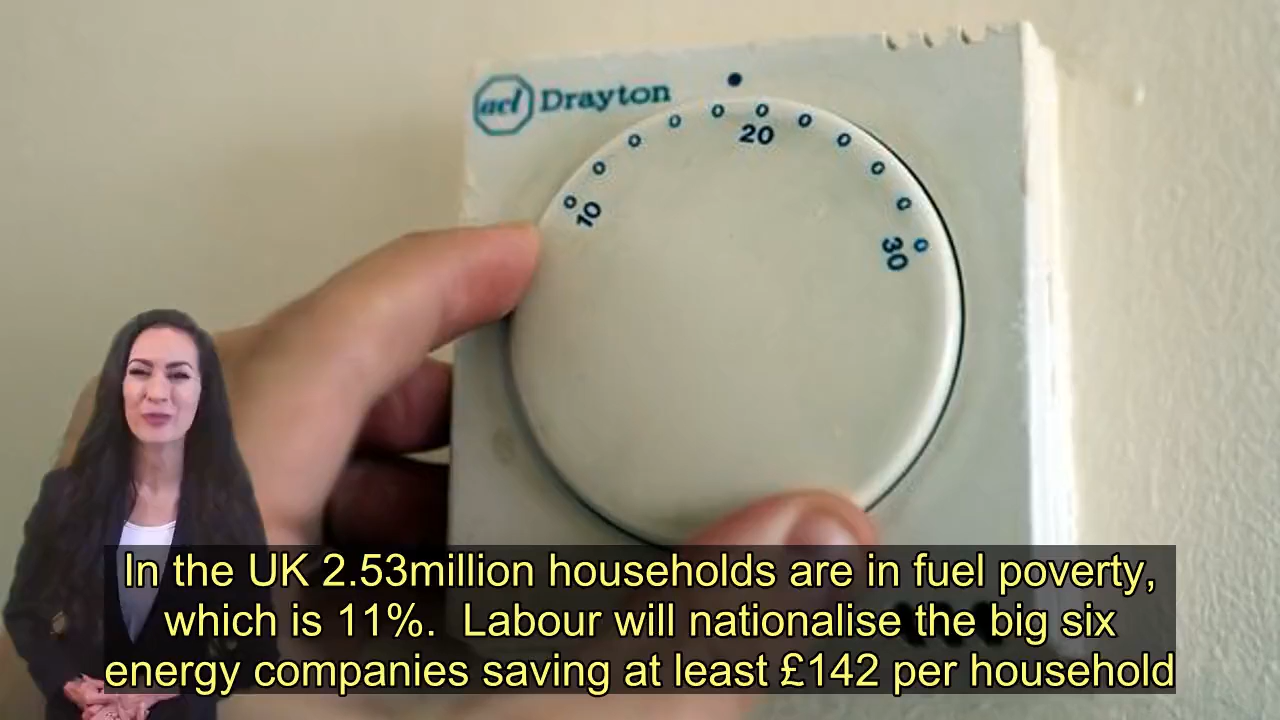 acl Drayton
10
20
30
In the UK 2.53million households are in fuel poverty,
which is 11%.  Labour will nationalise the big six
energy companies saving at least £142 per household